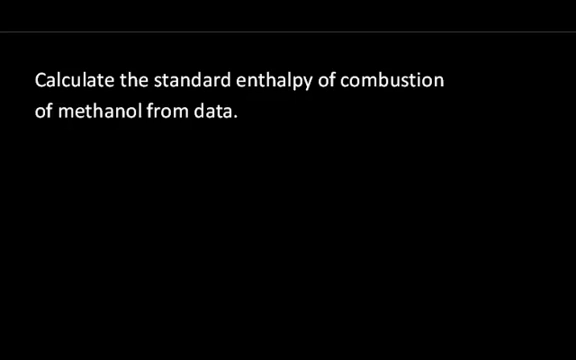 Calculate the standard enthalpy of combustion
of methanol from data.